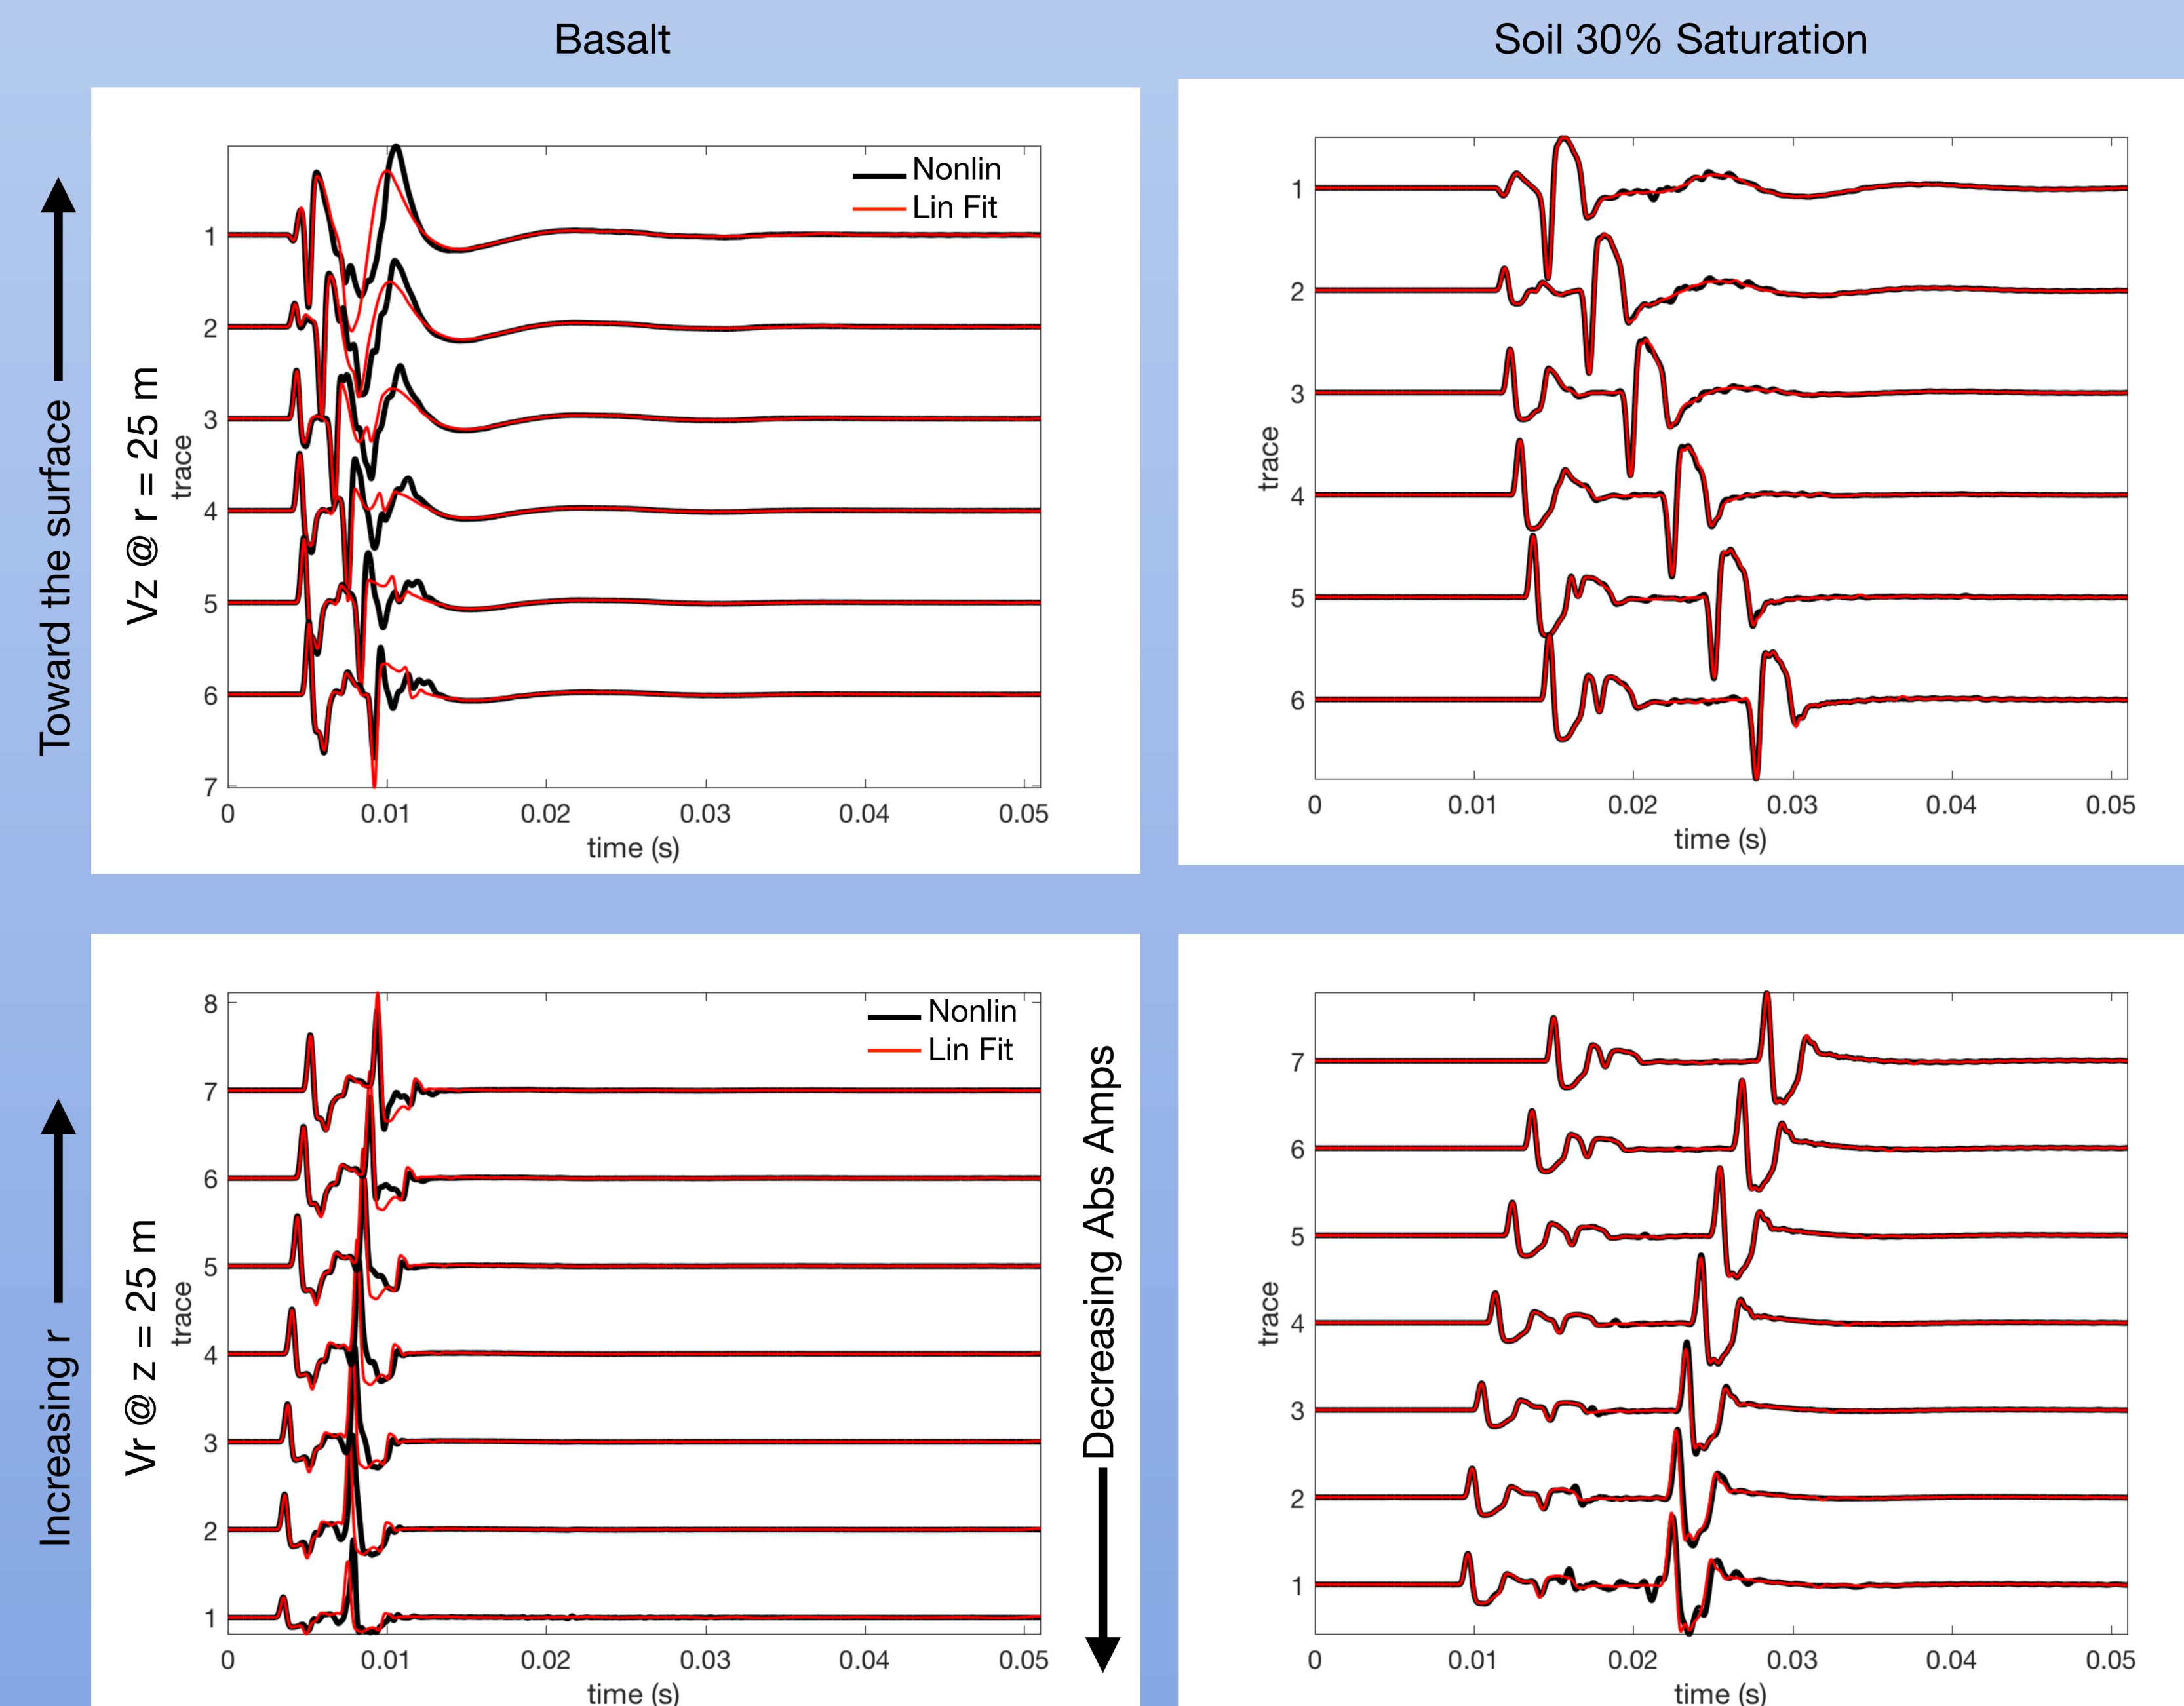 Basalt
Soil 30% Saturation
Toward the surface
Vz @ r = 25 m
trace
1
2
3
4
5
6
7
Nonlin
Lin Fit
0 0.01 0.02 0.03 0.04 0.05
time (s)
trace
1
2
3
4
5
6
0 0.01 0.02 0.03 0.04 0.05
time (s)
Increasing r
Vr @ z = 25 m
trace
8
7
6
5
4
3
2
1
Nonlin
Lin Fit
0 0.01 0.02 0.03 0.04 0.05
time (s)
Decreasing Abs Amps
trace
7
6
5
4
3
2
1
0 0.01 0.02 0.03 0.04 0.05
time (s)